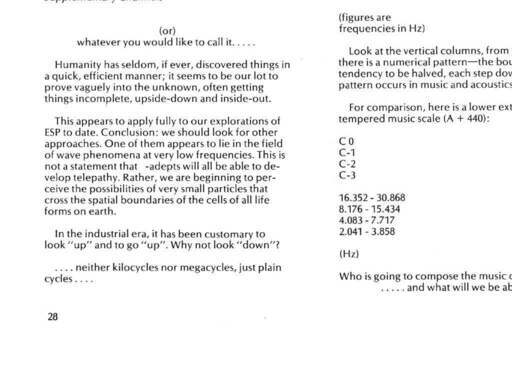 (or)
whatever you would like to call it.....
Humanity has seldom, if ever, discovered things in
a quick, efficient manner; it seems to be our lot to
prove vaguely into the unknown, often getting
things incomplete, upside-down and inside-out.
This appears to apply fully to our explorations of
ESP to date. Conclusion: we should look for other
approaches. One of them appears to lie in the field
of wave phenomena at very low frequencies. This is
not a statement that -adepts will all be able to de-
velop telepathy. Rather, we are beginning to per-
ceive the possibilities of very small particles that
cross the spatial boundaries of the cells of all life
forms on earth.
In the industrial era, it has been customary to
look "up" and to go "up". Why not look "down"?
.... neither kilocycles nor megacycles, just plain
cycles....
28
(figures are
frequencies in Hz)
Look at the vertical columns, from
there is a numerical pattern—the bou
tendency to be halved, each step dow
pattern occurs in music and acoustics
For comparison, here is a lower ext
tempered music scale (A + 440):
C 0
C-1
C-2
C-3
16.352 - 30.868
8.176 - 15.434
4.083 - 7.717
2.041 - 3.858
(Hz)
Who is going to compose the music
.....and what will we be ab